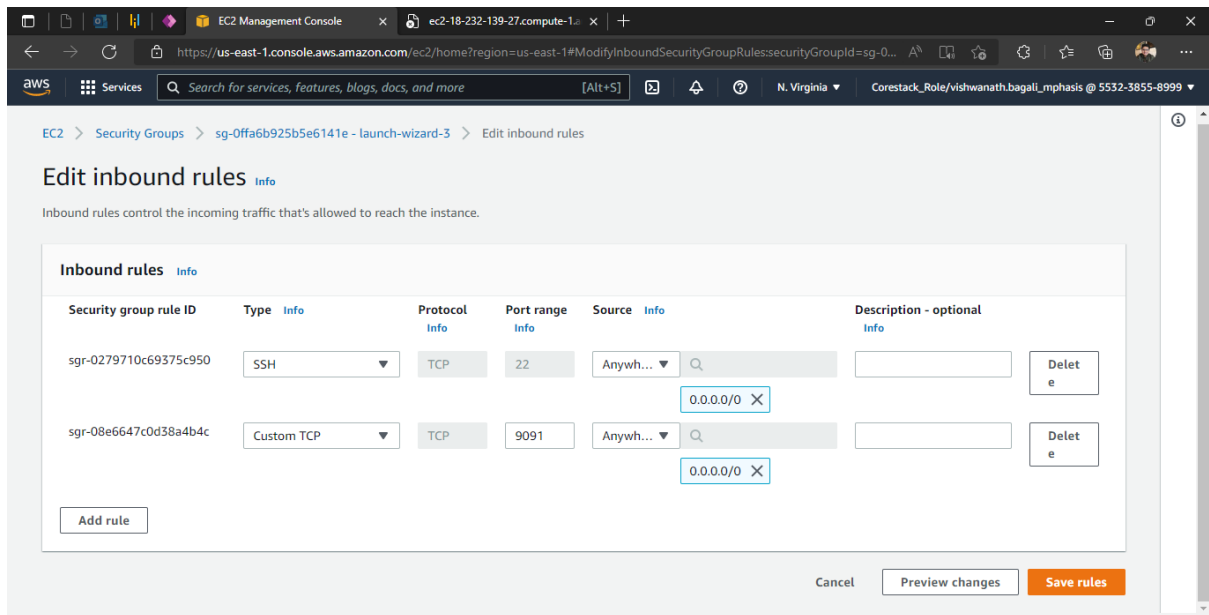 EC2 Management Console
ec2-18-232-139-27.compute-1.a
https://us-east-1.console.aws.amazon.com/ec2/home?region=us-east-1#ModifyInboundSecurityGroupRules:securityGroupId=sg-0...
aws Services Search for services, features, blogs, docs, and more [Alt+S] N. Virginia ▼ Corestack_Role/vishwanath.bagali_mphasis @ 5532-3855-8999 ▼
EC2 > Security Groups > sg-0ffa6b925b5e6141e - launch-wizard-3 > Edit inbound rules
Edit inbound rules Info
Inbound rules control the incoming traffic that's allowed to reach the instance.
Inbound rules Info
Security group rule ID Type Info Protocol Port range Source Info Description - optional
Info Info Info
sgr-0279710c69375c950 SSH TCP 22 Anywh... Delet
e
0.0.0.0/0
sgr-08e6647c0d38a4b4c Custom TCP TCP 9091 Anywh... Delet
e
0.0.0.0/0
Add rule
Cancel Preview changes Save rules